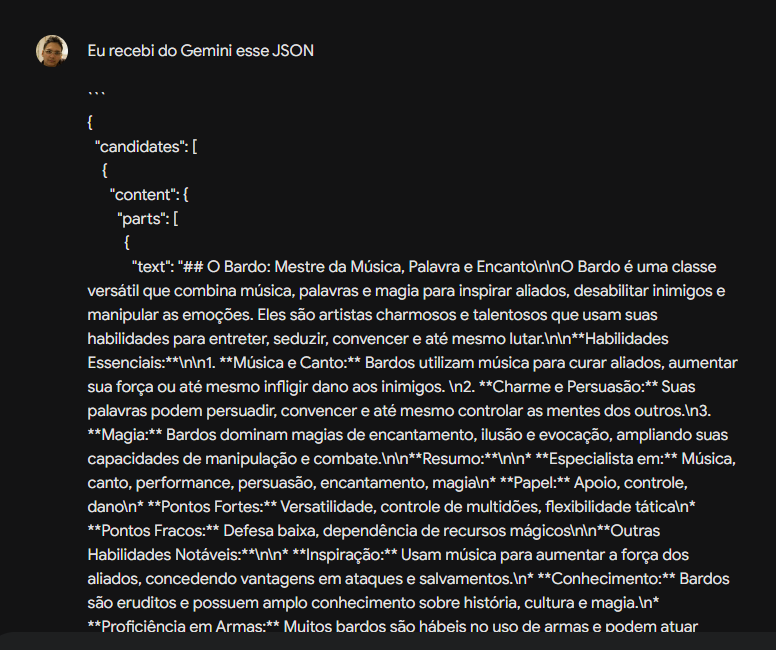 Eu recebi do Gemini esse JSON
```
{
"candidates": [
{
"content": {
"parts": [
{
"text": "## O Bardo: Mestre da Música, Palavra e Encanto\n\nO Bardo é uma classe
versátil que combina música, palavras e magia para inspirar aliados, desabilitar inimigos e
manipular as emoções. Eles são artistas charmosos e talentosos que usam suas
habilidades para entreter, seduzir, convencer e até mesmo lutar.\n\n**Habilidades
Essenciais:**\n\n1. **Música e Canto:** Bardos utilizam música para curar aliados, aumentar
sua força ou até mesmo infligir dano aos inimigos. \n2. **Charme e Persuasão:** Suas
palavras podem persuadir, convencer e até mesmo controlar as mentes dos outros.\n3.
**Magia:** Bardos dominam magias de encantamento, ilusão e evocação, ampliando suas
capacidades de manipulação e combate.\n\n**Resumo:**\n\n* **Especialista em:** Música,
canto, performance, persuasão, encantamento, magia\n* **Papel:** Apoio, controle,
dano\n* **Pontos Fortes:** Versatilidade, controle de multidões, flexibilidade tática\n*
**Pontos Fracos:** Defesa baixa, dependência de recursos mágicos\n\n**Outras
Habilidades Notáveis:**\n\n* **Inspiração:** Usam música para aumentar a força dos
aliados, concedendo vantagens em ataques e salvamentos.\n* **Conhecimento:** Bardos
são eruditos e possuem amplo conhecimento sobre história, cultura e magia.\n*
**Proficiência em Armas:** Muitos bardos são hábeis no uso de armas e podem atuar